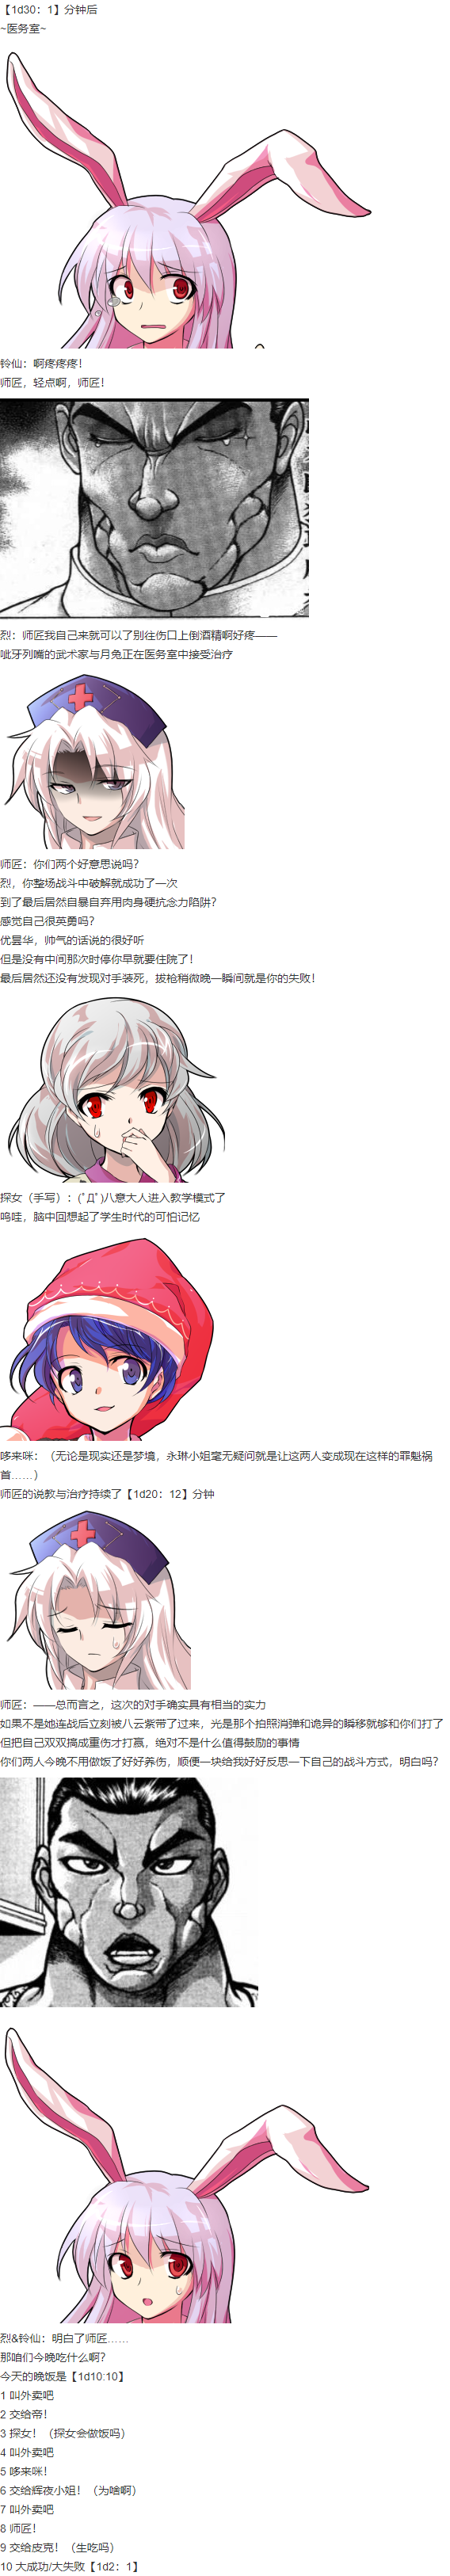 【1d30：1】分钟后
~医务室~
铃仙：啊疼疼疼！
师匠，轻点啊，师匠！
烈：师匠我自己来就可以了别往伤口上倒酒精啊好疼——
呲牙列嘴的武术家与月兔正在医务室中接受治疗
师匠：你们两个好意思说吗？
烈，你整场战斗中破解就成功了一次
到了最后居然自暴自弃用肉身硬抗念力陷阱？
感觉自己很英勇吗？
优昙华，帅气的话说的很好听
但是没有中间那次时停你早就要住院了！
最后居然还没有发现对手装死，拔枪稍微晚一瞬间就是你的失败！
探女（手写）：(ﾟДﾟ)八意大人进入教学模式了
呜哇，脑中回想起了学生时代的可怕记忆
哆来咪：（无论是现实还是梦境，永琳小姐毫无疑问就是让这两人变成现在这样的罪魁祸
首……）
师匠的说教与治疗持续了【1d20：12】分钟
师匠：——总而言之，这次的对手确实具有相当的实力
如果不是她连战后立刻被八云紫带了过来，光是那个拍照消弹和诡异的瞬移就够和你们打了
但把自己双双搞成重伤才打赢，绝对不是什么值得鼓励的事情
你们两人今晚不用做饭了好好养伤，顺便一块给我好好反思一下自己的战斗方式，明白吗？
烈&铃仙：明白了师匠……
那咱们今晚吃什么啊？
今天的晚饭是【1d10:10】
1 叫外卖吧
2 交给帝！
3 探女！（探女会做饭吗）
4 叫外卖吧
5 哆来咪！
6 交给辉夜小姐！（为啥啊）
7 叫外卖吧
8 师匠！
9 交给皮克！（生吃吗）
10 大成功/大失败【1d2：1】